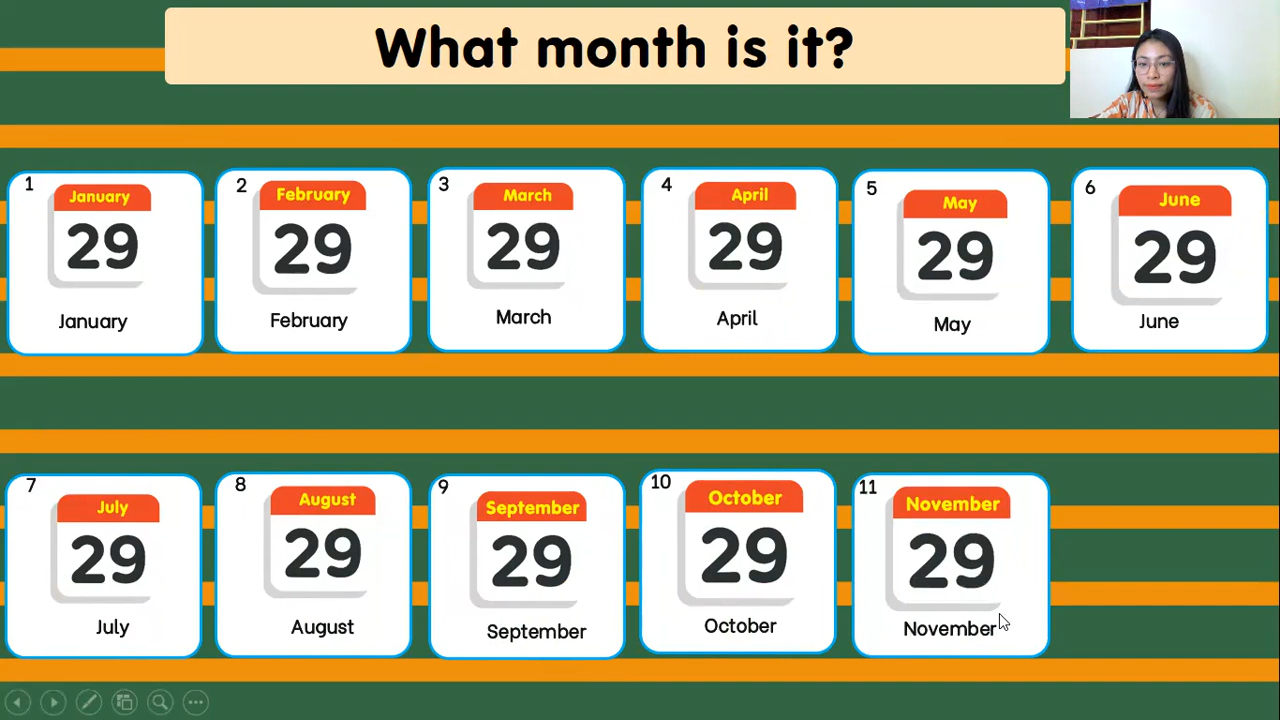 What month is it?
1
January
29
January
2
February
29
February
3
March
29
March
4
April
29
April
5
May
29
May
6
June
29
June
7
July
29
July
8
August
29
August
9
September
29
September
10
October
29
October
11
November
29
November